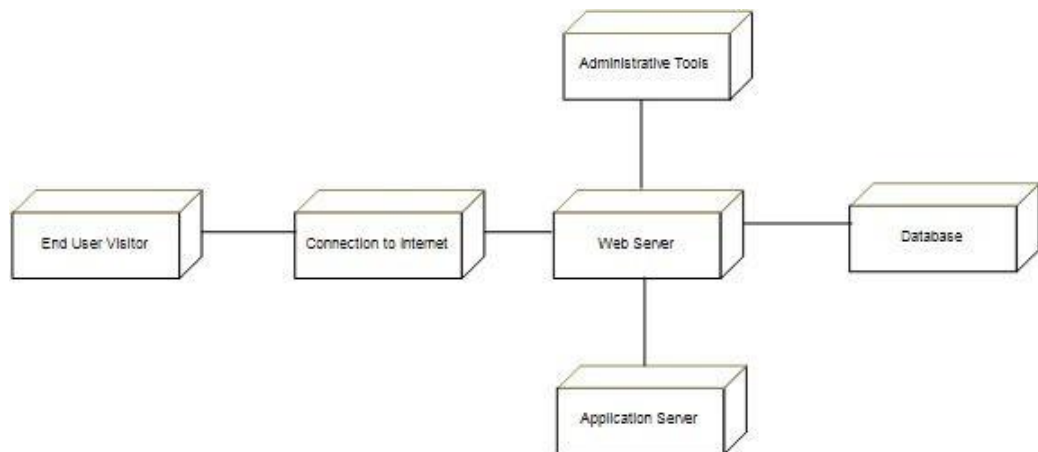 Administrative Tools
End User Visitor
Connection to Internet
Web Server
Database
Application Server